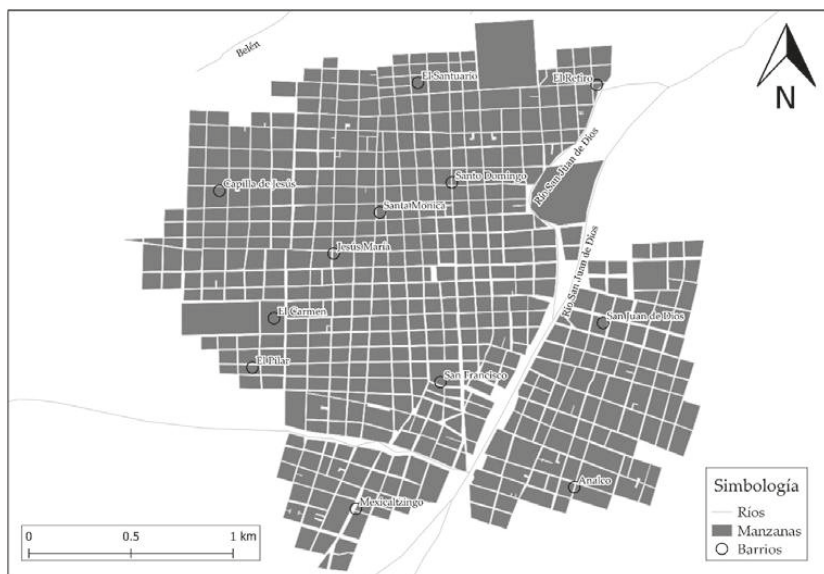 Belén
El Santuario
El Retiro
N
Río San Juan de Dios
Capilla de Jesús
Santo Domingo
Santa Monica
Jesús María
Río San Juan de Dios
El Carmen
San Juan de Dios
El Pilar
San Francisco
Analco
Mexicaltzingo
Simbología
Ríos
Manzanas
Barrios
0 0.5 1 km